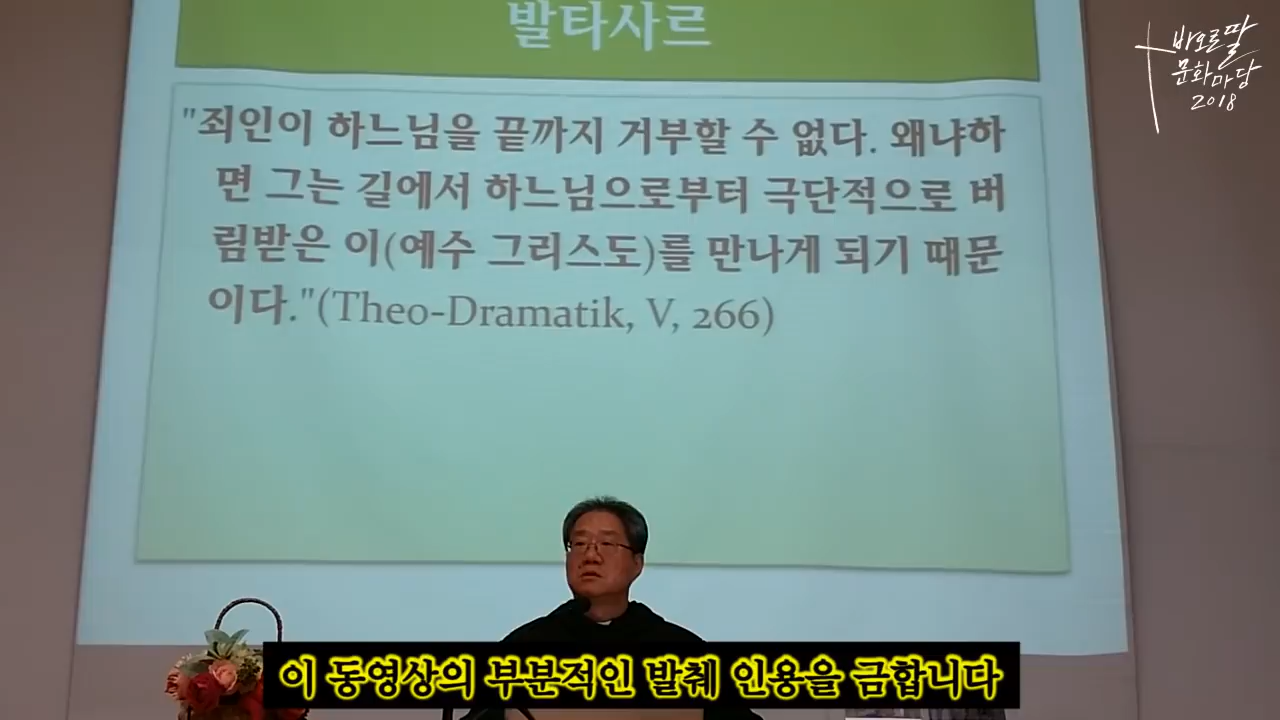 발타사르
바오로딸
문화마당
2018
"죄인이 하느님을 끝까지 거부할 수 없다. 왜냐하
면 그는 길에서 하느님으로부터 극단적으로 버
림받은 이(예수 그리스도)를 만나게 되기 때문
이다."(Theo-Dramatik, V, 266)
이 동영상의 부분적인 발췌 인용을 금합니다